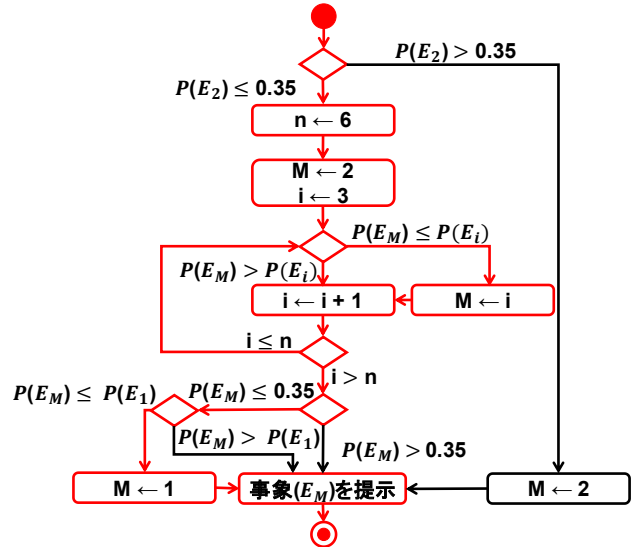 P(E₂) > 0.35
P(E₂) ≤ 0.35
n ← 6
M ← 2
i ← 3
P(E_M) ≤ P(E_i)
P(E_M) > P(E_i)
i ← i + 1
M ← i
i ≤ n
i > n
P(E_M) ≤ P(E₁)
P(E_M) ≤ 0.35
P(E_M) > P(E₁)
P(E_M) > 0.35
M ← 1
事象(E_M)を提示
M ← 2